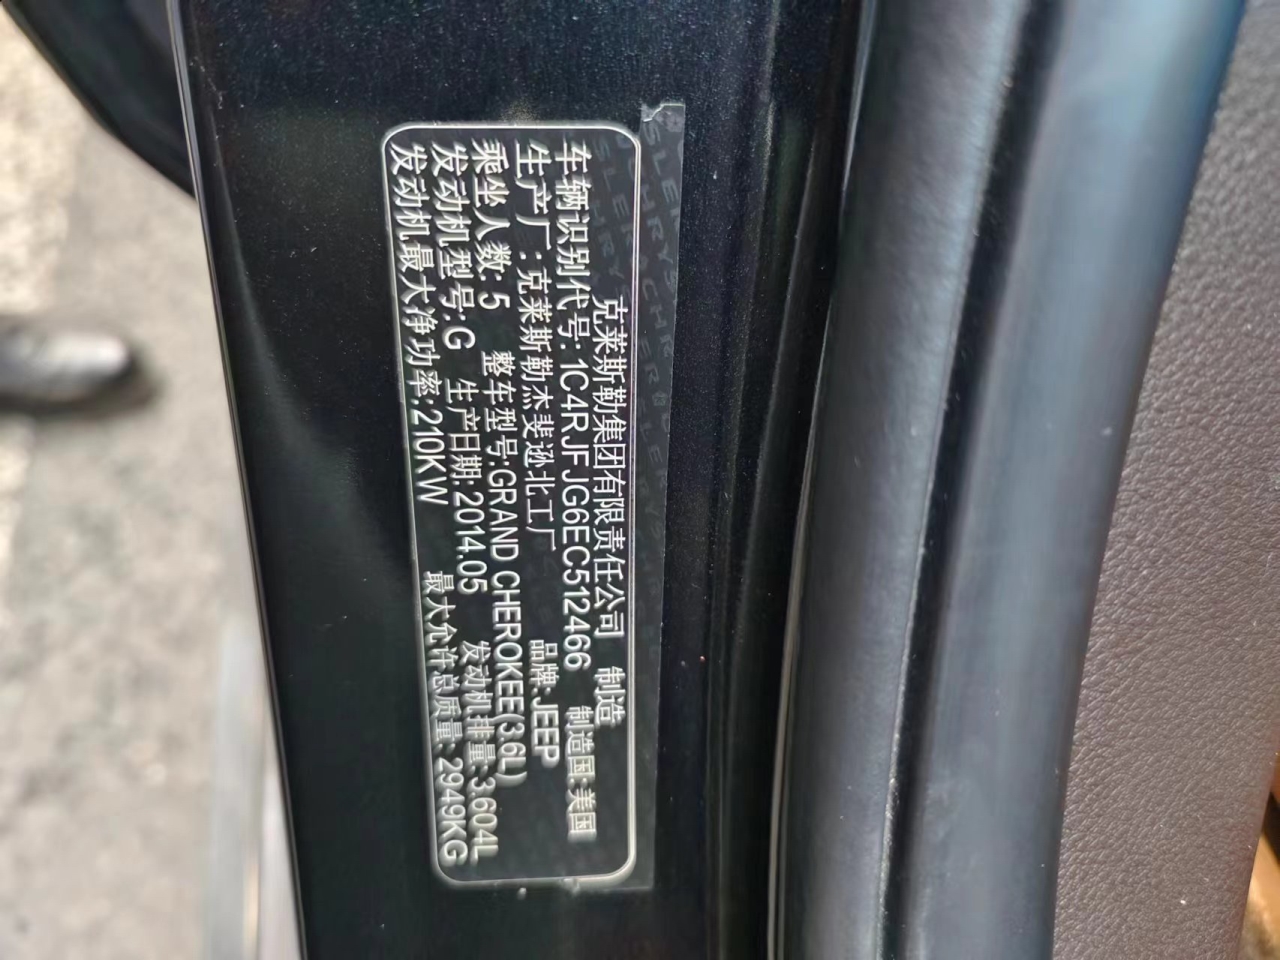 克莱斯勒集团有限责任公司 制造
车辆识别代号:1C4RJFJG6EC512466 制造国:美国
生产厂:克莱斯勒杰斐逊北工厂 品牌:JEEP
乘坐人数:5 整车型号:GRAND CHEROKEE(3.6L)
发动机型号:G 生产日期:2014.05 发动机排量:3.604L
发动机最大净功率:210KW 最大允许总质量:2949KG